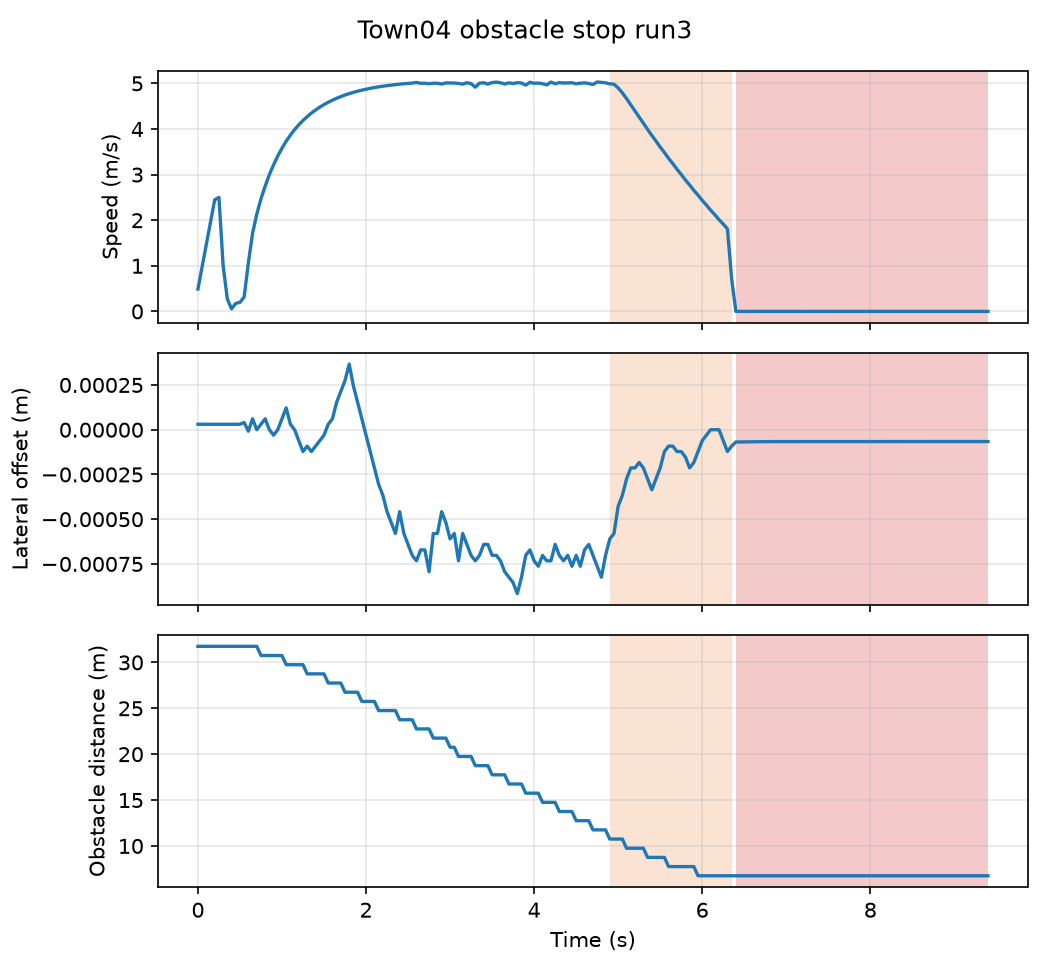 Town04 obstacle stop run3
5
4
3
2
1
0
Speed (m/s)
0.00025
0.00000
−0.00025
−0.00050
−0.00075
Lateral offset (m)
30
25
20
15
10
Obstacle distance (m)
0 2 4 6 8
Time (s)